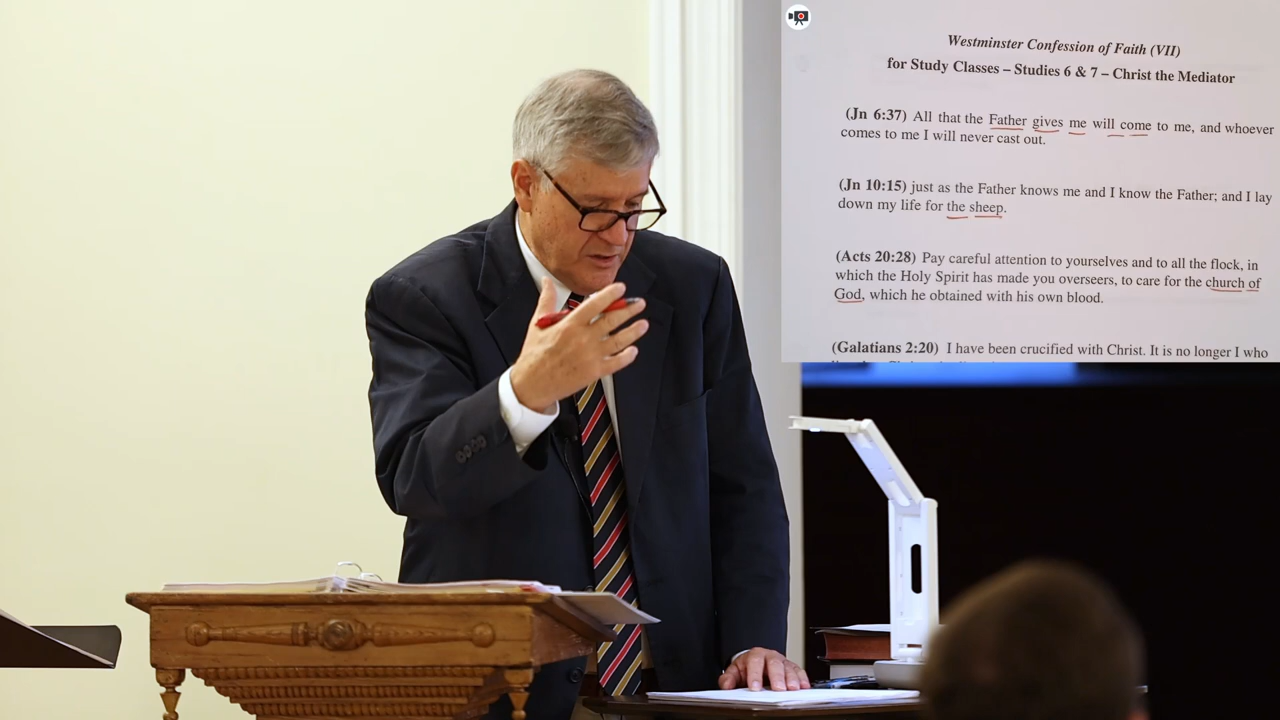 Westminster Confession of Faith (VII)
for Study Classes – Studies 6 & 7 – Christ the Mediator
(Jn 6:37) All that the Father gives me will come to me, and whoever
comes to me I will never cast out.
(Jn 10:15) just as the Father knows me and I know the Father; and I lay
down my life for the sheep.
(Acts 20:28) Pay careful attention to yourselves and to all the flock, in
which the Holy Spirit has made you overseers, to care for the church of
God, which he obtained with his own blood.
(Galatians 2:20) I have been crucified with Christ. It is no longer I who